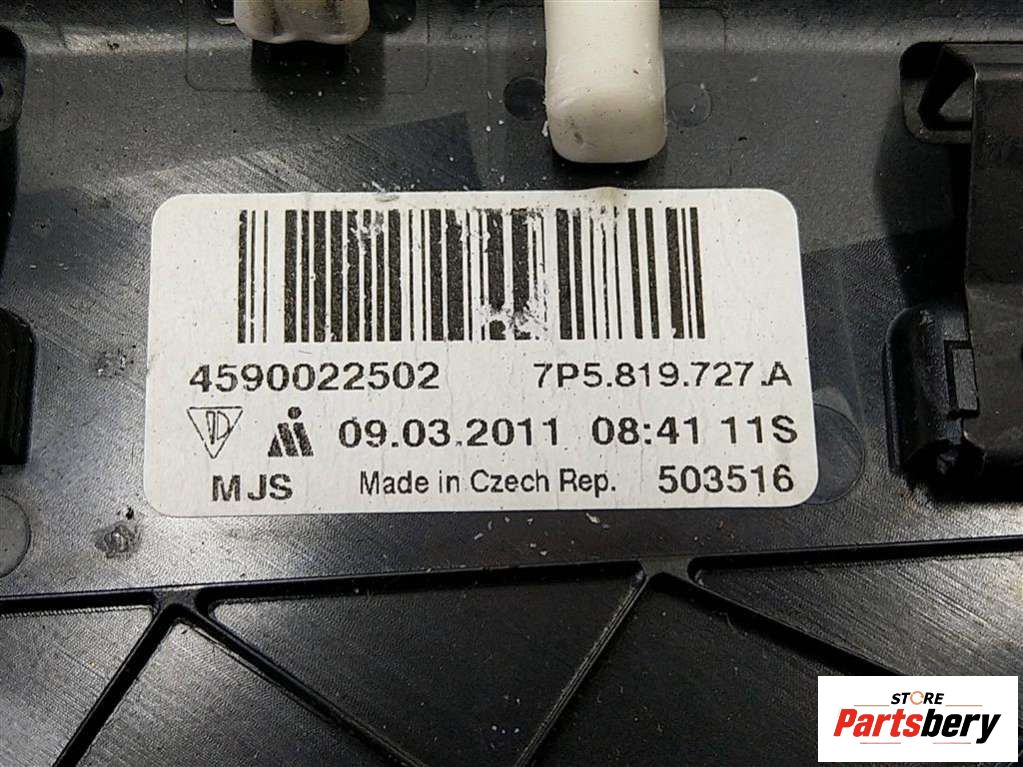 4590022502 7P5.819.727.A
09.03.2011 08:41 11S
MJS Made in Czech Rep. 503516
STORE
Partsbery